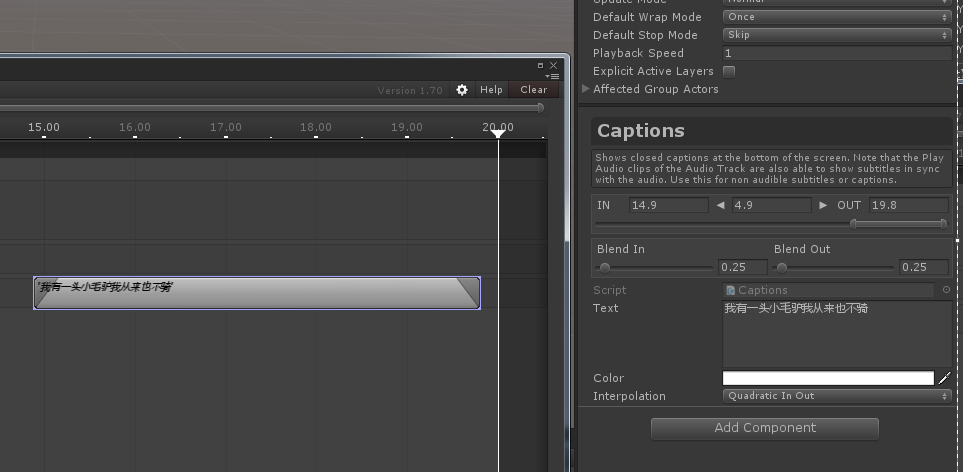 Update Mode Normal
Default Wrap Mode Once
Default Stop Mode Skip
Playback Speed 1
Explicit Active Layers
Affected Group Actors
Version 1.70 Help Clear
15.00 16.00 17.00 18.00 19.00 20.00
'我有一头小毛驴我从来也不骑'
Captions
Shows closed captions at the bottom of the screen. Note that the Play
Audio clips of the Audio Track are also able to show subtitles in sync
with the audio. Use this for non audible subtitles or captions.
IN 14.9 ◀ 4.9 ▶ OUT 19.8
Blend In Blend Out
0.25 0.25
Script Captions
Text 我有一头小毛驴我从来也不骑
Color
Interpolation Quadratic In Out
Add Component